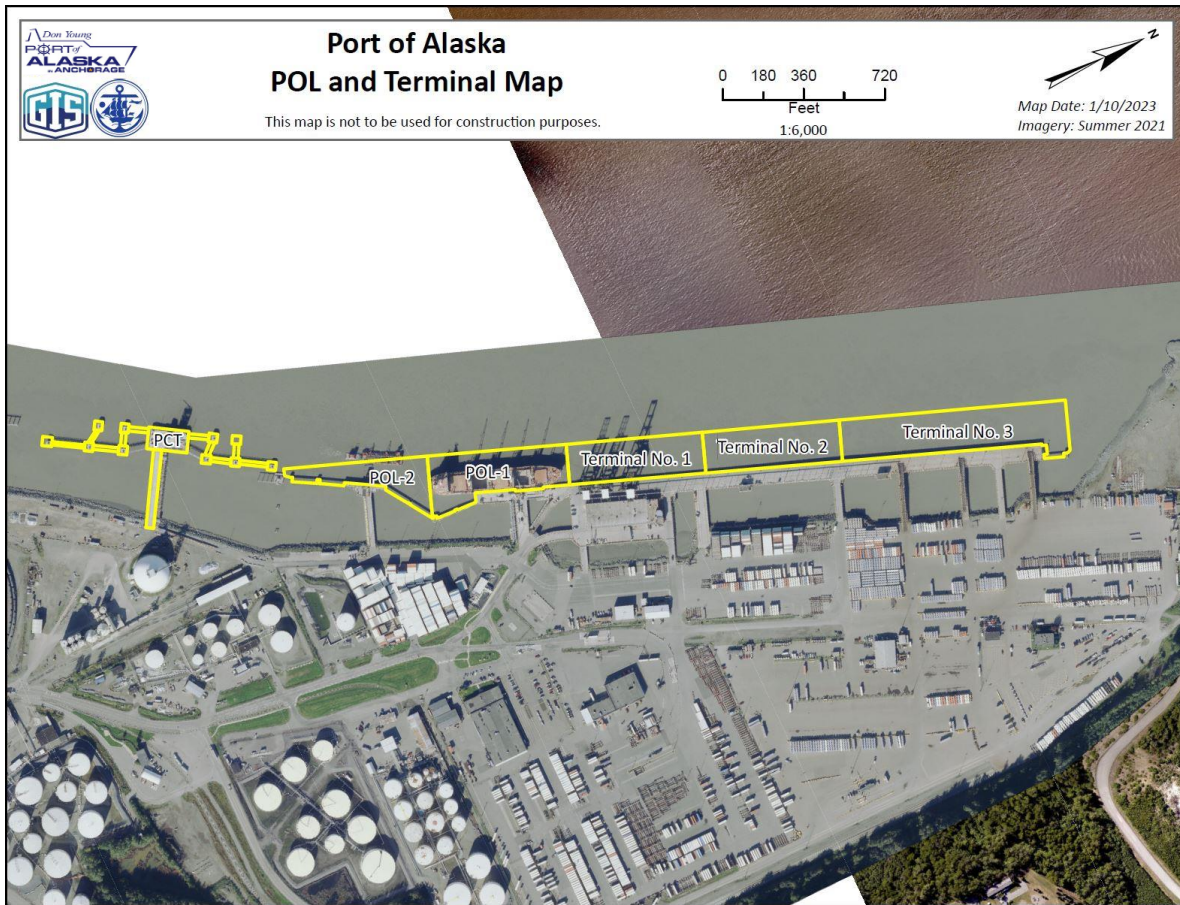 Don Young
PORT of
ALASKA
IN ANCHORAGE
GIS
Port of Alaska
POL and Terminal Map
This map is not to be used for construction purposes.
0 180 360 720
Feet
1:6,000
N
Map Date: 1/10/2023
Imagery: Summer 2021
PCT
POL-2
POL-1
Terminal No. 1
Terminal No. 2
Terminal No. 3